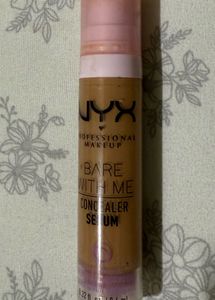 NYX
PROFESSIONAL
MAKEUP
BARE
WITH ME
CONCEALER
SERUM